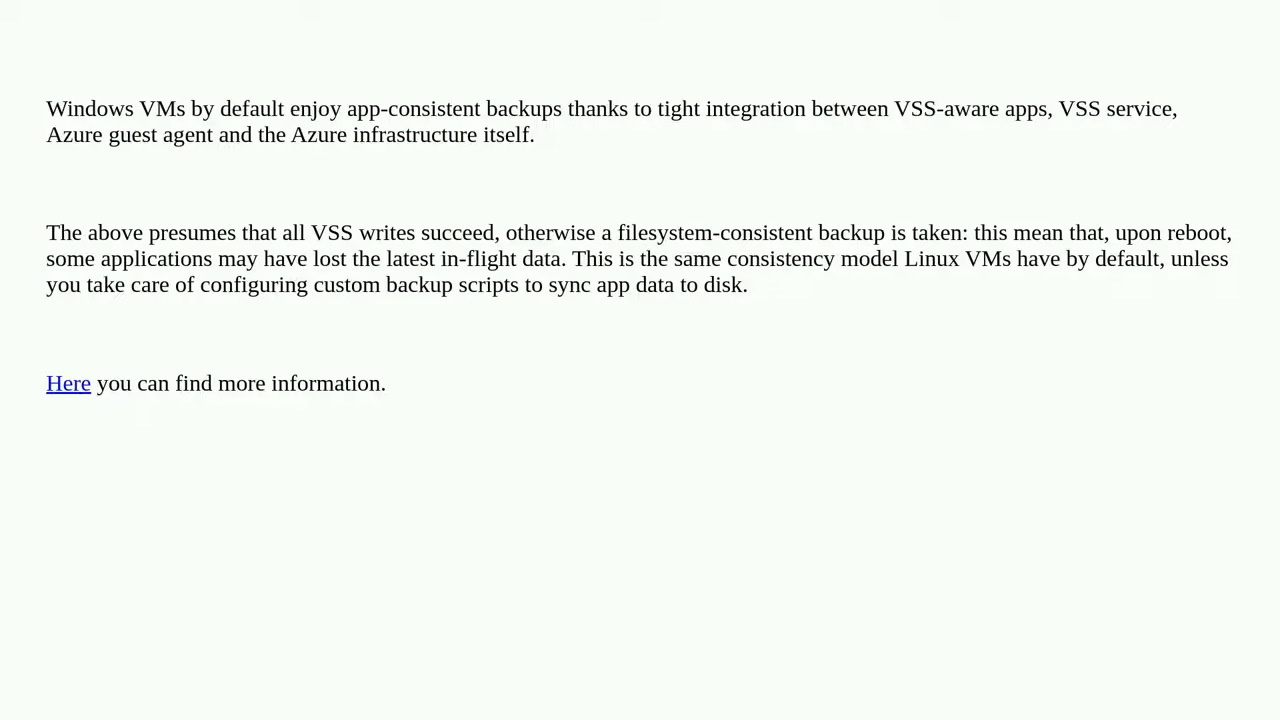 Windows VMs by default enjoy app-consistent backups thanks to tight integration between VSS-aware apps, VSS service,
Azure guest agent and the Azure infrastructure itself.
The above presumes that all VSS writes succeed, otherwise a filesystem-consistent backup is taken: this mean that, upon reboot,
some applications may have lost the latest in-flight data. This is the same consistency model Linux VMs have by default, unless
you take care of configuring custom backup scripts to sync app data to disk.
Here you can find more information.